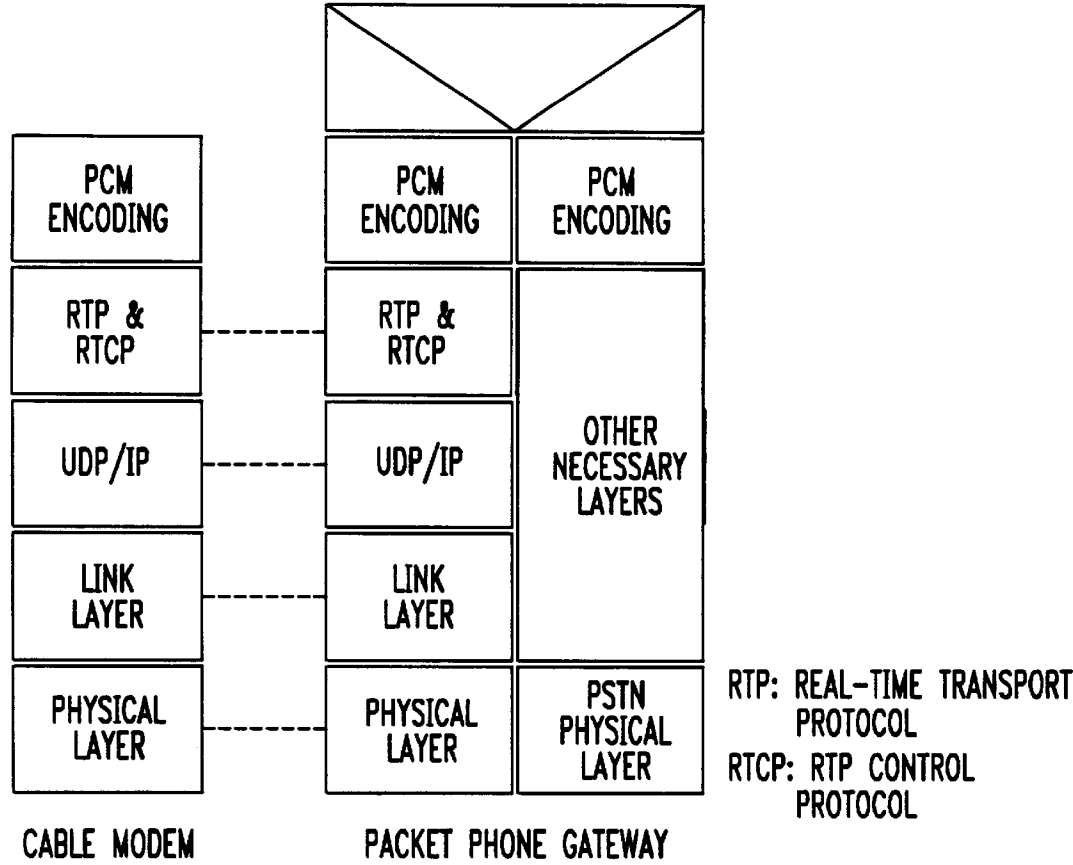 PCM
ENCODING
PCM
ENCODING
PCM
ENCODING
RTP &
RTCP
RTP &
RTCP
UDP/IP
UDP/IP
OTHER
NECESSARY
LAYERS
LINK
LAYER
LINK
LAYER
PHYSICAL
LAYER
PHYSICAL
LAYER
PSTN
PHYSICAL
LAYER
RTP: REAL-TIME TRANSPORT
PROTOCOL
RTCP: RTP CONTROL
PROTOCOL
CABLE MODEM
PACKET PHONE GATEWAY